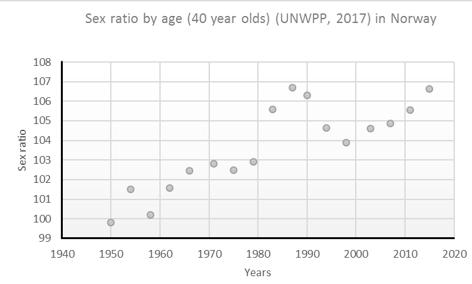 Sex ratio by age (40 year olds) (UNWPP, 2017) in Norway
108
107
106
105
104
103
102
101
100
99
Sex ratio
1940 1950 1960 1970 1980 1990 2000 2010 2020
Years